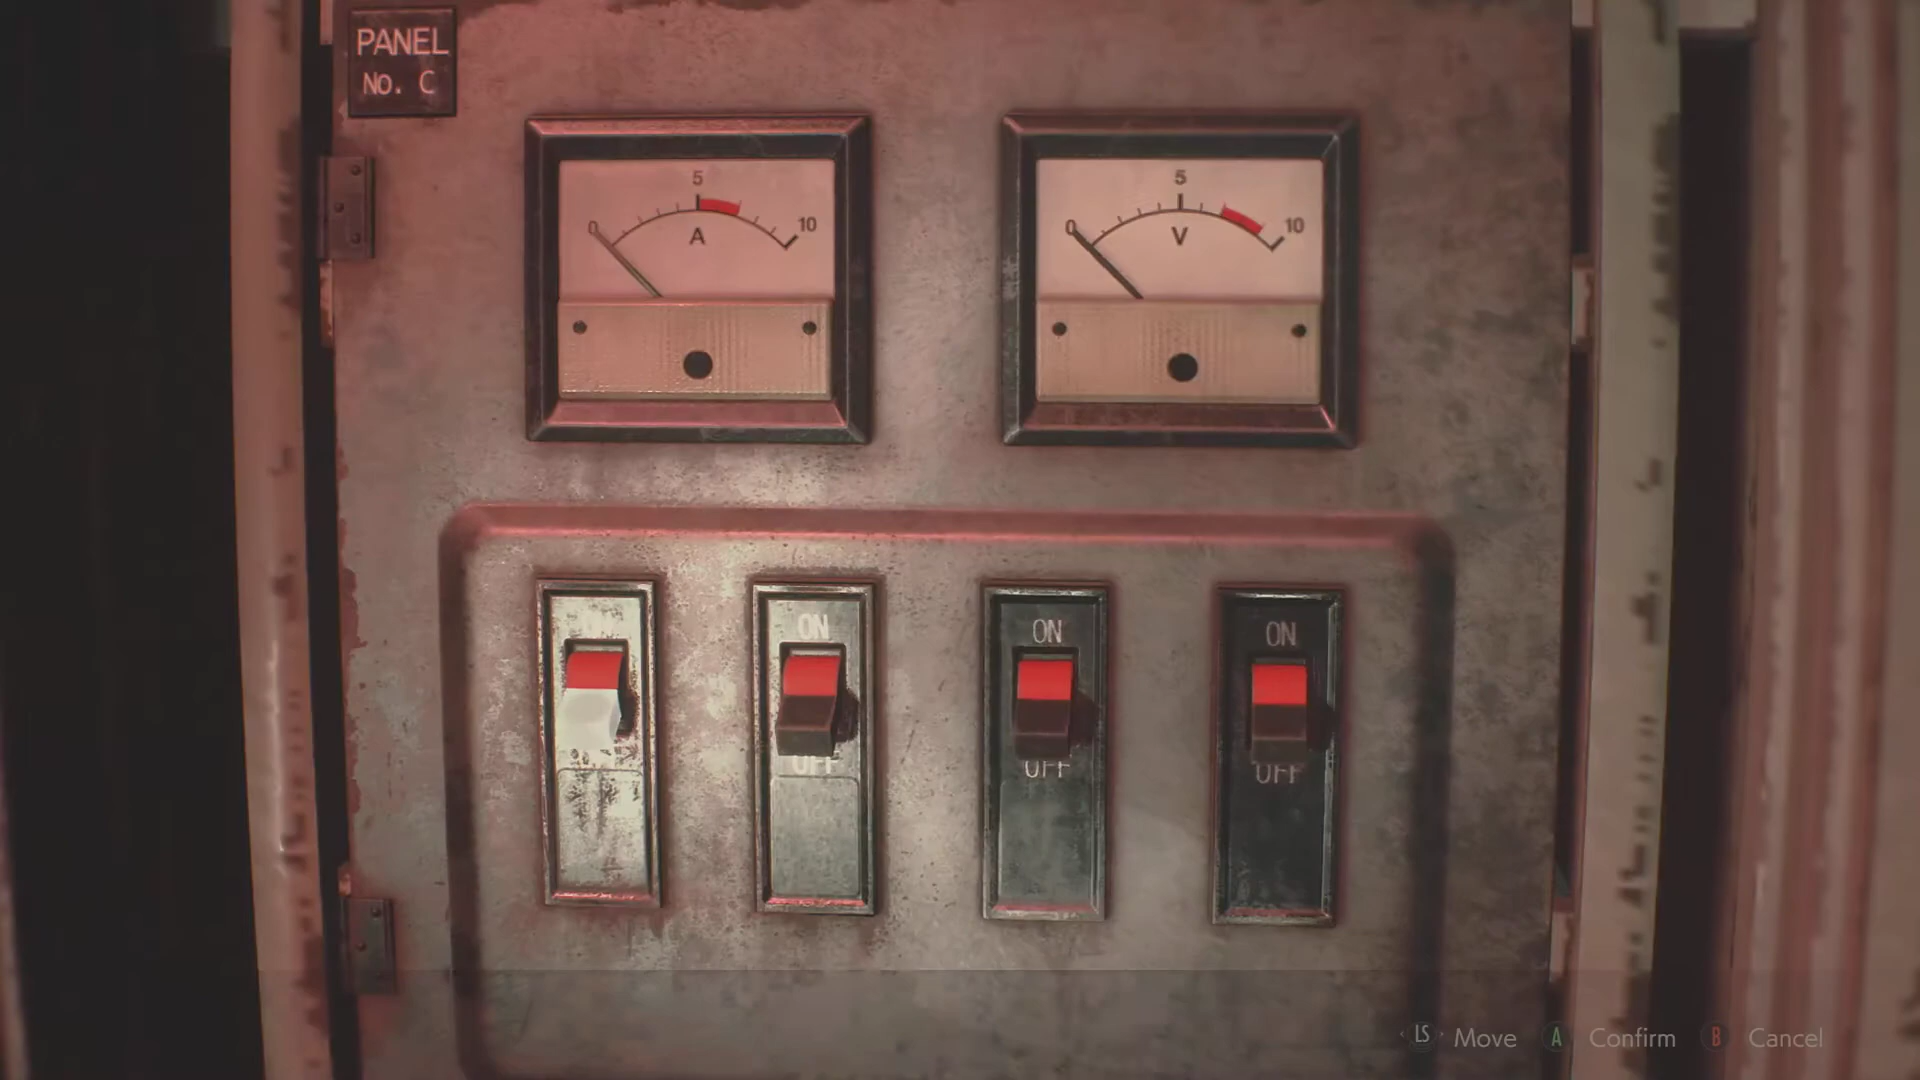 PANEL
No. C
5
0
10
A
5
0
10
V
ON
OFF
ON
OFF
ON
OFF
LS Move A Confirm B Cancel